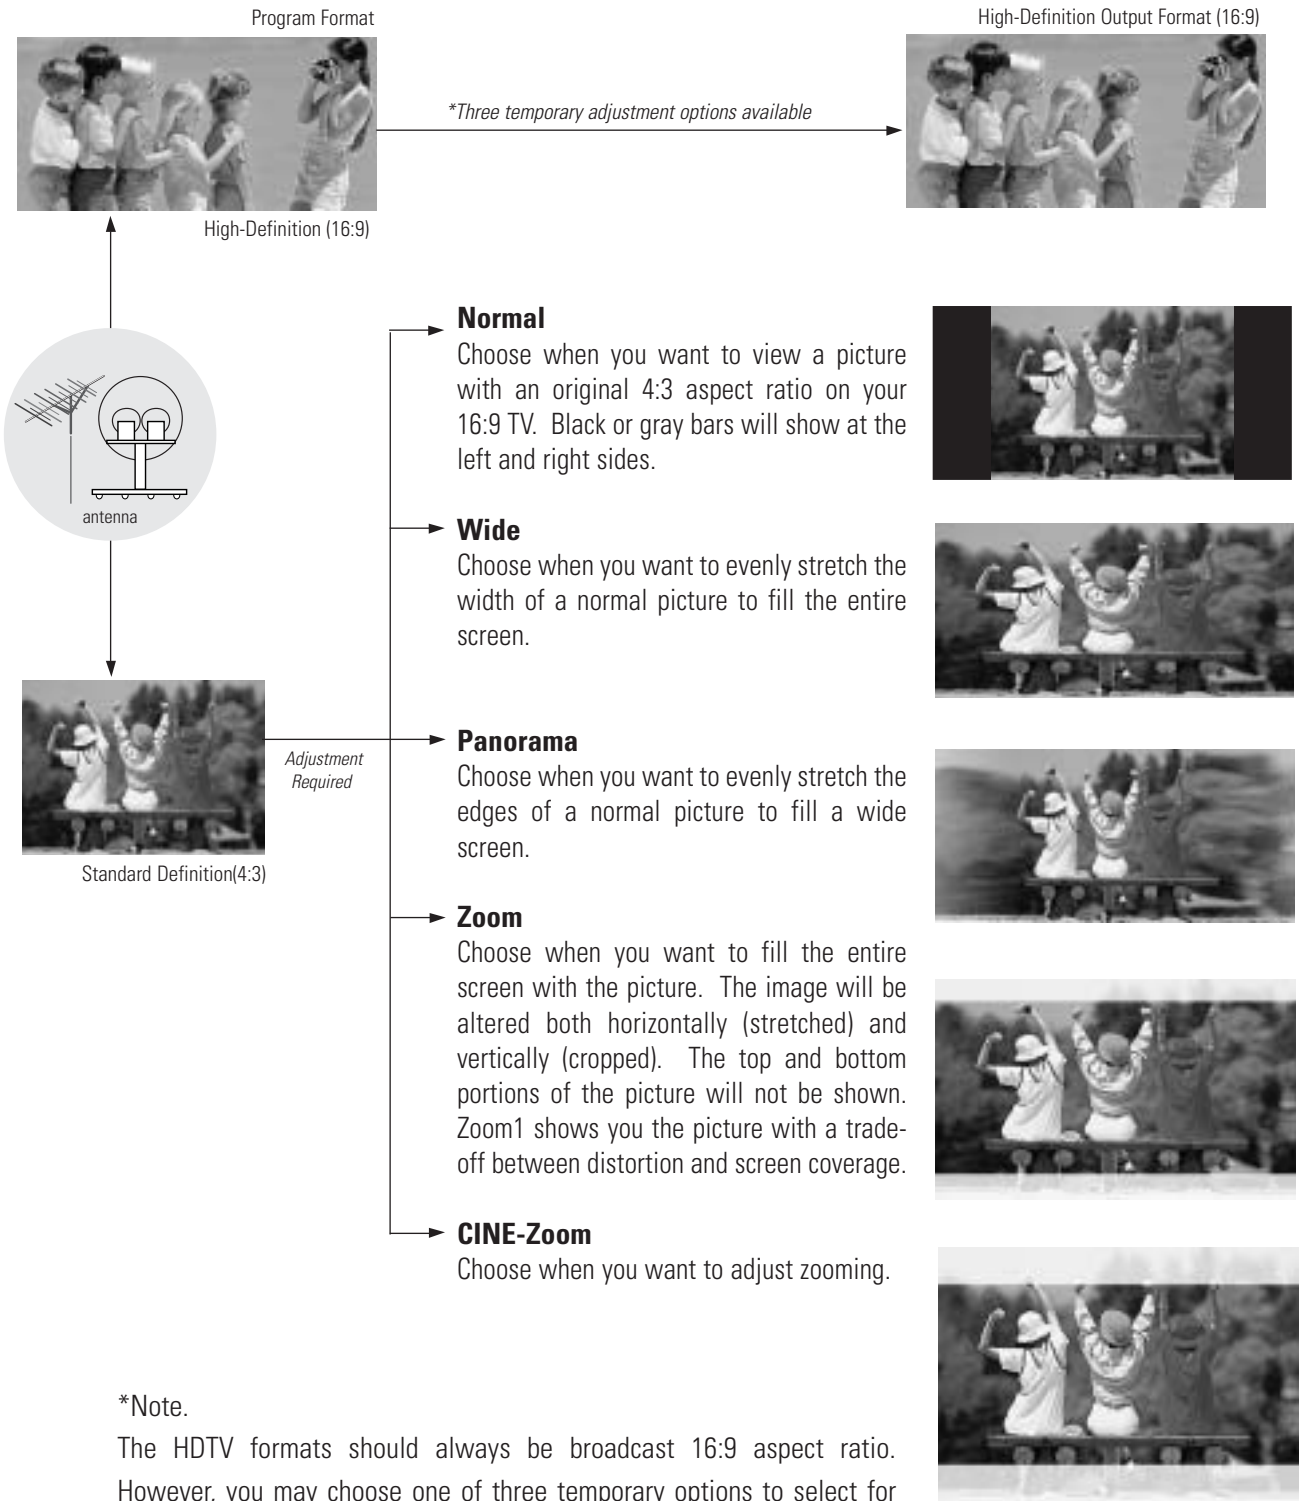 Program Format
High-Definition Output Format (16:9)
*Three temporary adjustment options available
High-Definition (16:9)
antenna
Standard Definition(4:3)
Adjustment
Required
Normal
Choose when you want to view a picture
with an original 4:3 aspect ratio on your
16:9 TV. Black or gray bars will show at the
left and right sides.
Wide
Choose when you want to evenly stretch the
width of a normal picture to fill the entire
screen.
Panorama
Choose when you want to evenly stretch the
edges of a normal picture to fill a wide
screen.
Zoom
Choose when you want to fill the entire
screen with the picture. The image will be
altered both horizontally (stretched) and
vertically (cropped). The top and bottom
portions of the picture will not be shown.
Zoom1 shows you the picture with a trade-
off between distortion and screen coverage.
CINE-Zoom
Choose when you want to adjust zooming.
*Note.
The HDTV formats should always be broadcast 16:9 aspect ratio.
However, you may choose one of three temporary options to select for